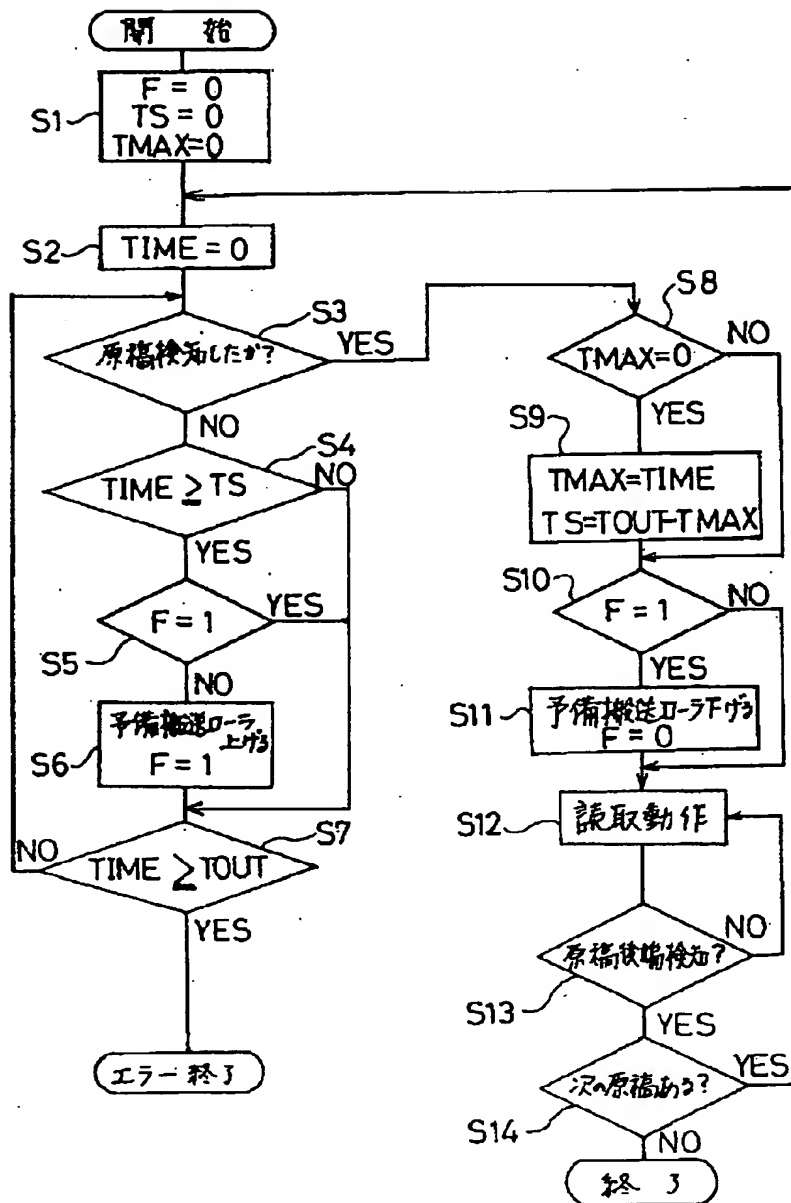 開始
S1
F = 0
TS = 0
TMAX=0
S2
TIME = 0
S3
原稿検知したか?
YES
NO
S4
TIME ≧ TS
NO
YES
S5
F = 1
YES
NO
S6
予備搬送ローラ
上げる
F = 1
S7
TIME ≧ TOUT
NO
YES
エラー終了
S8
TMAX=0
NO
YES
S9
TMAX=TIME
TS=TOUT-TMAX
S10
F = 1
NO
YES
S11
予備搬送ローラ下げる
F = 0
S12
読取動作
S13
原稿後端検知?
NO
YES
S14
次の原稿ある?
YES
NO
終了